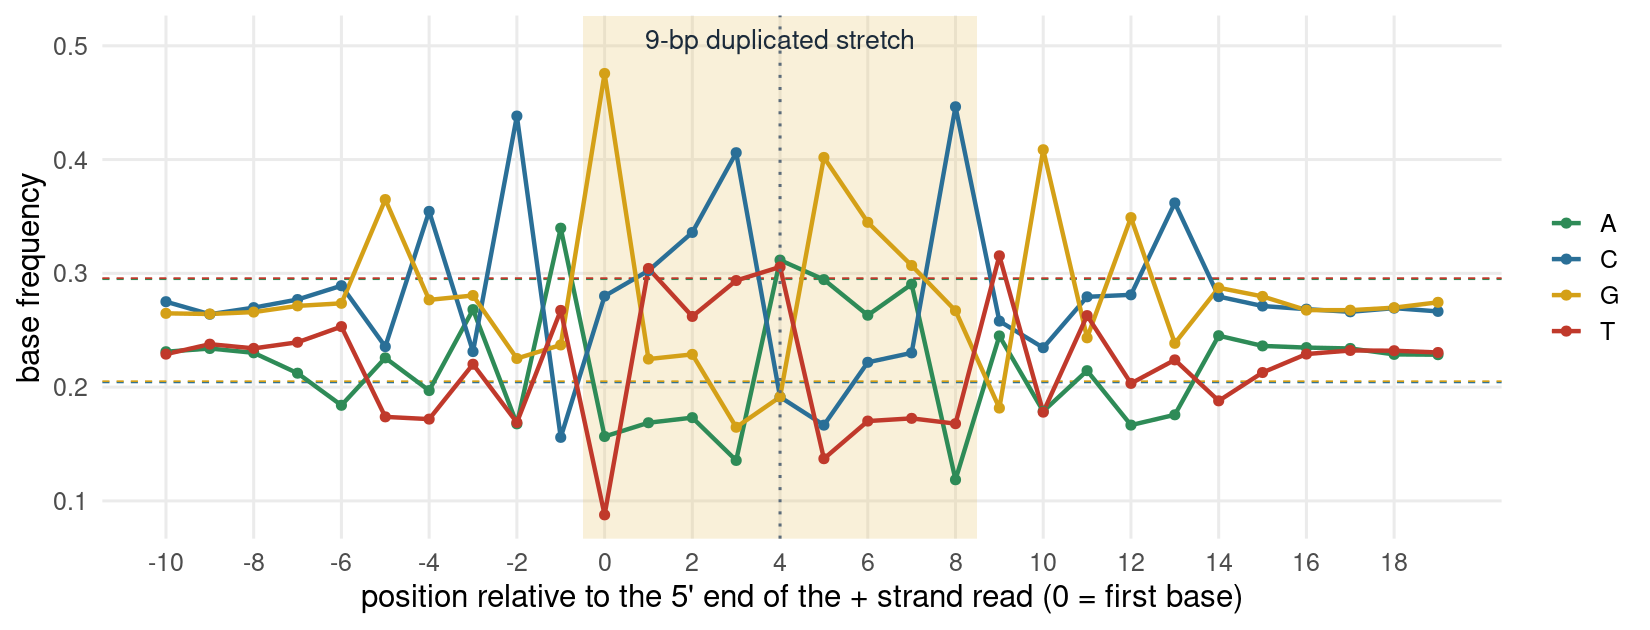 9-bp duplicated stretch
0.5
0.4
0.3
0.2
0.1
base frequency
-10 -8 -6 -4 -2 0 2 4 6 8 10 12 14 16 18
position relative to the 5' end of the + strand read (0 = first base)
A
C
G
T